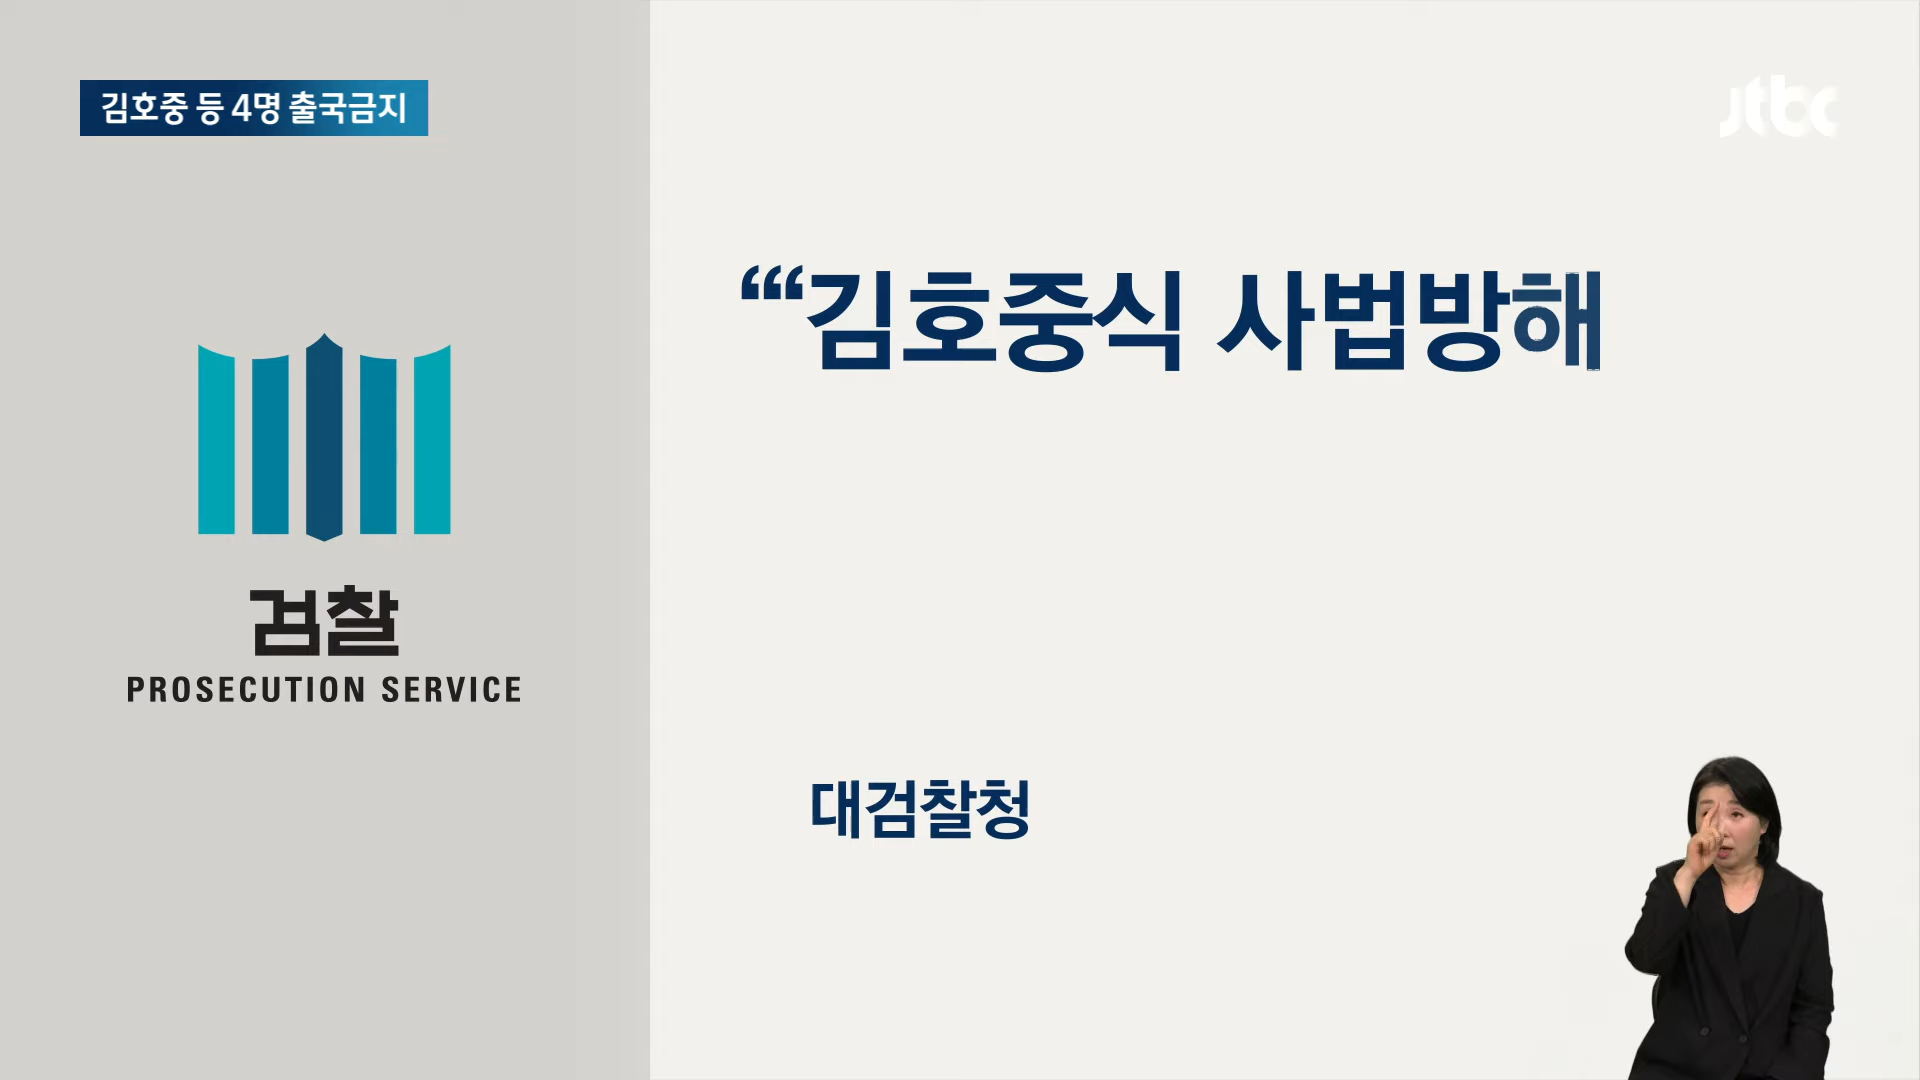 김호중 등 4명 출국금지
jtbc
“‘김호중식 사법방해
검찰
PROSECUTION SERVICE
대검찰청